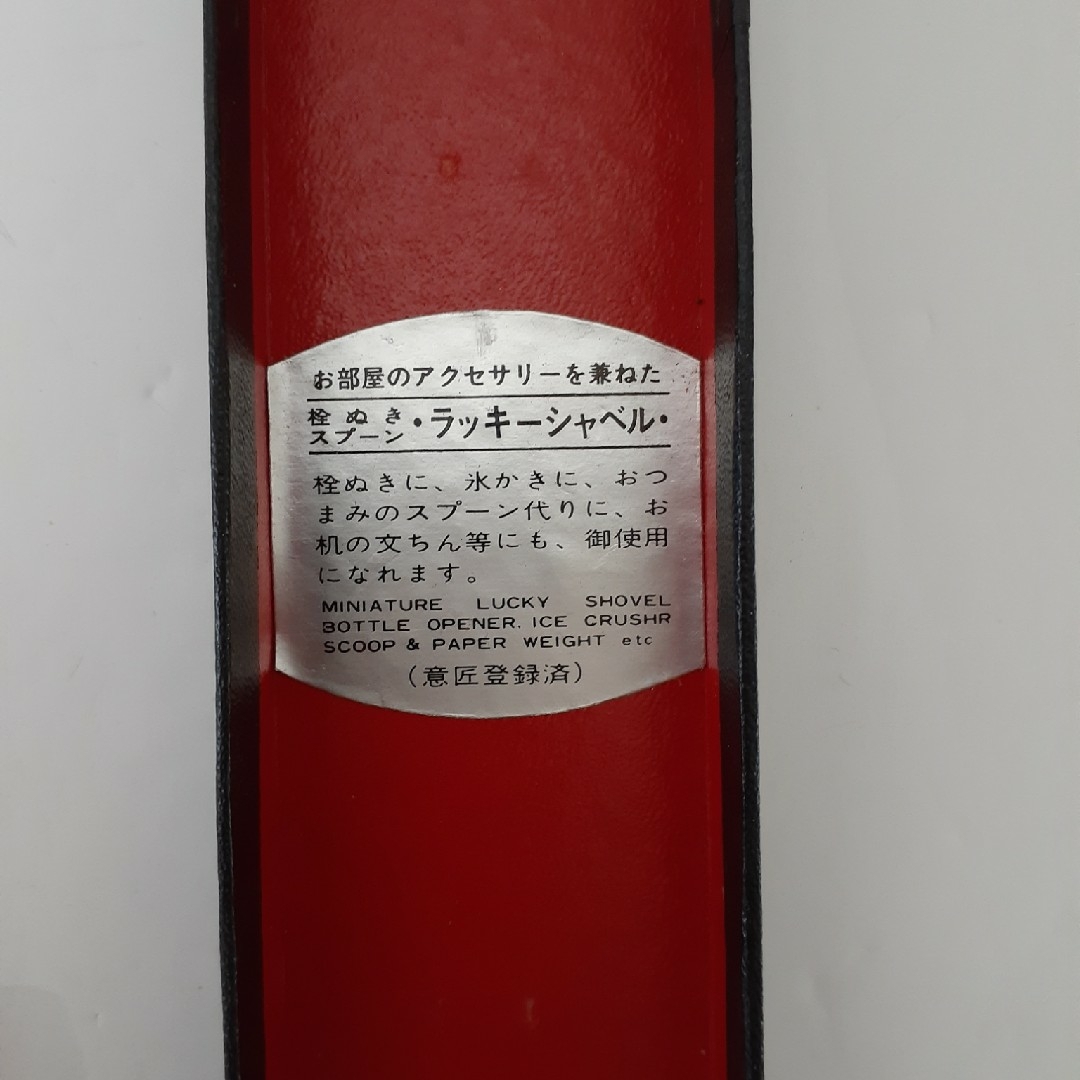 お部屋のアクセサリーを兼ねた
栓ぬき
スプーン・ラッキーシャベル・
栓ぬきに、氷かきに、おつ
まみのスプーン代りに、お
机の文ちん等にも、御使用
になれます。
MINIATURE LUCKY SHOVEL
BOTTLE OPENER, ICE CRUSHR
SCOOP & PAPER WEIGHT etc
(意匠登録済)